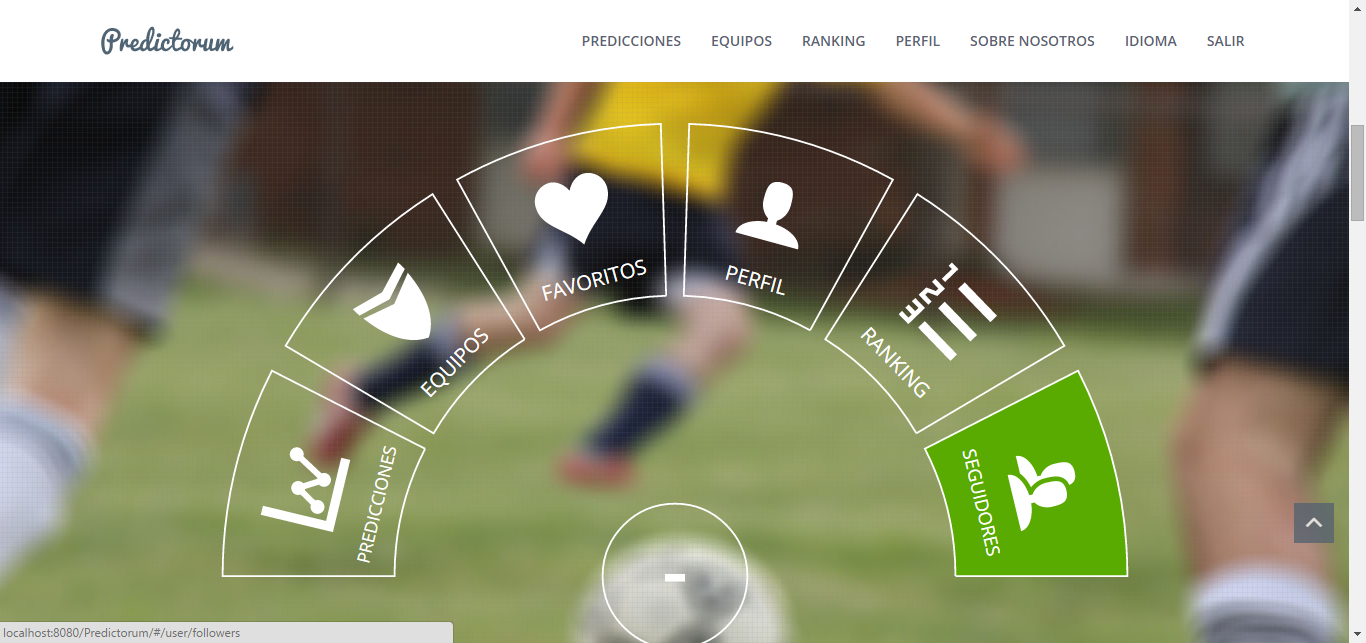 Predictorum
PREDICCIONES EQUIPOS RANKING PERFIL SOBRE NOSOTROS IDIOMA SALIR
PREDICCIONES
EQUIPOS
FAVORITOS
PERFIL
RANKING
SEGUIDORES
localhost:8080/Predictorum/#/user/followers